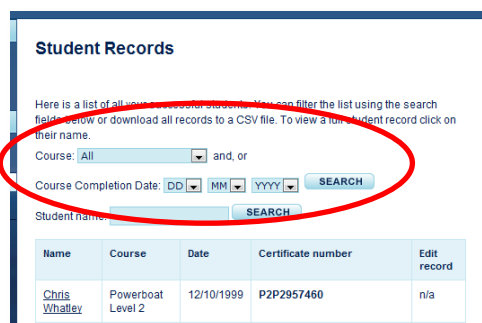 Student Records
Here is a list of all your successful students. You can filter the list using the search
fields below or download all records to a CSV file. To view a full student record click on
their name.
Course: All and, or
Course Completion Date: DD MM YYYY SEARCH
Student name: SEARCH
Name Course Date Certificate number Edit
record
Chris Powerboat 12/10/1999 P2P2957460 n/a
Whatley Level 2